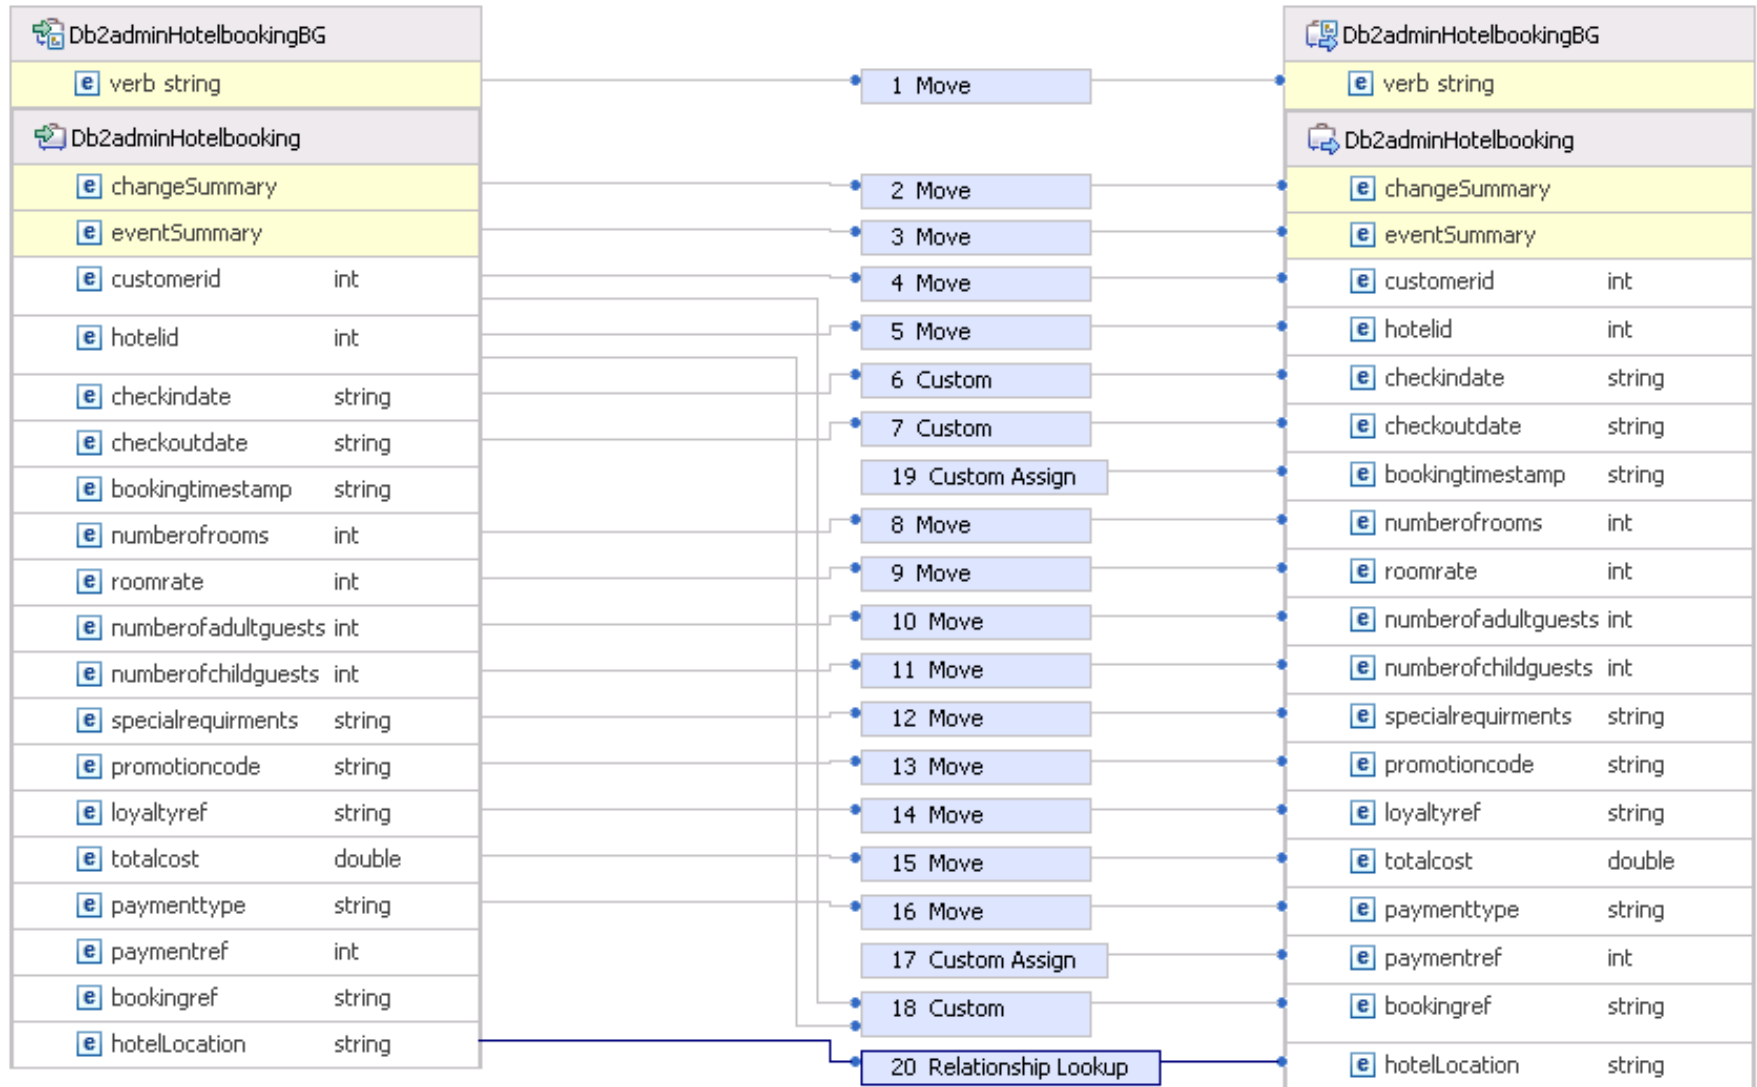 Db2adminHotelbookingBG
verb string
Db2adminHotelbooking
changeSummary
eventSummary
customerid int
hotelid int
checkindate string
checkoutdate string
bookingtimestamp string
numberofrooms int
roomrate int
numberofadultguests int
numberofchildguests int
specialrequirments string
promotioncode string
loyaltyref string
totalcost double
paymenttype string
paymentref int
bookingref string
hotelLocation string
1 Move
2 Move
3 Move
4 Move
5 Move
6 Custom
7 Custom
19 Custom Assign
8 Move
9 Move
10 Move
11 Move
12 Move
13 Move
14 Move
15 Move
16 Move
17 Custom Assign
18 Custom
20 Relationship Lookup
Db2adminHotelbookingBG
verb string
Db2adminHotelbooking
changeSummary
eventSummary
customerid int
hotelid int
checkindate string
checkoutdate string
bookingtimestamp string
numberofrooms int
roomrate int
numberofadultguests int
numberofchildguests int
specialrequirments string
promotioncode string
loyaltyref string
totalcost double
paymenttype string
paymentref int
bookingref string
hotelLocation string